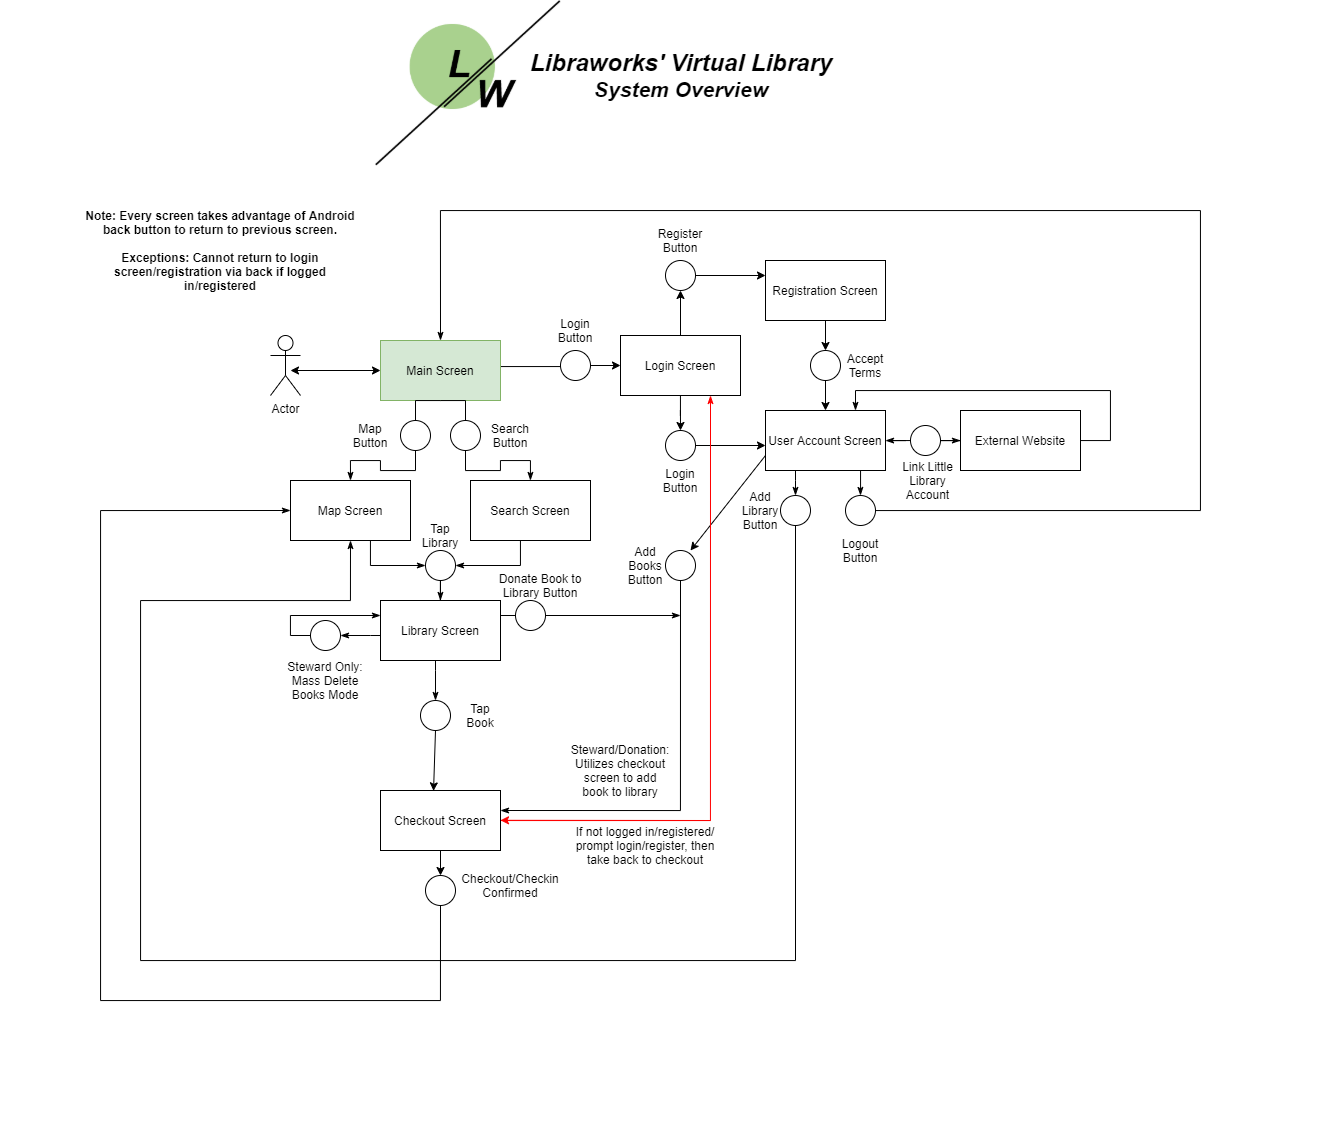 L
W
Libraworks' Virtual Library
System Overview
Note: Every screen takes advantage of Android
back button to return to previous screen.
Exceptions: Cannot return to login
screen/registration via back if logged
in/registered
Register
Button
Registration Screen
Login
Button
Actor
Main Screen
Login Screen
Accept
Terms
Map
Button
Search
Button
Login
Button
User Account Screen
Link Little
Library
Account
External Website
Map Screen
Search Screen
Add
Library
Button
Logout
Button
Tap
Library
Add
Books
Button
Donate Book to
Library Button
Library Screen
Steward Only:
Mass Delete
Books Mode
Tap
Book
Steward/Donation:
Utilizes checkout
screen to add
book to library
Checkout Screen
If not logged in/registered/
prompt login/register, then
take back to checkout
Checkout/Checkin
Confirmed